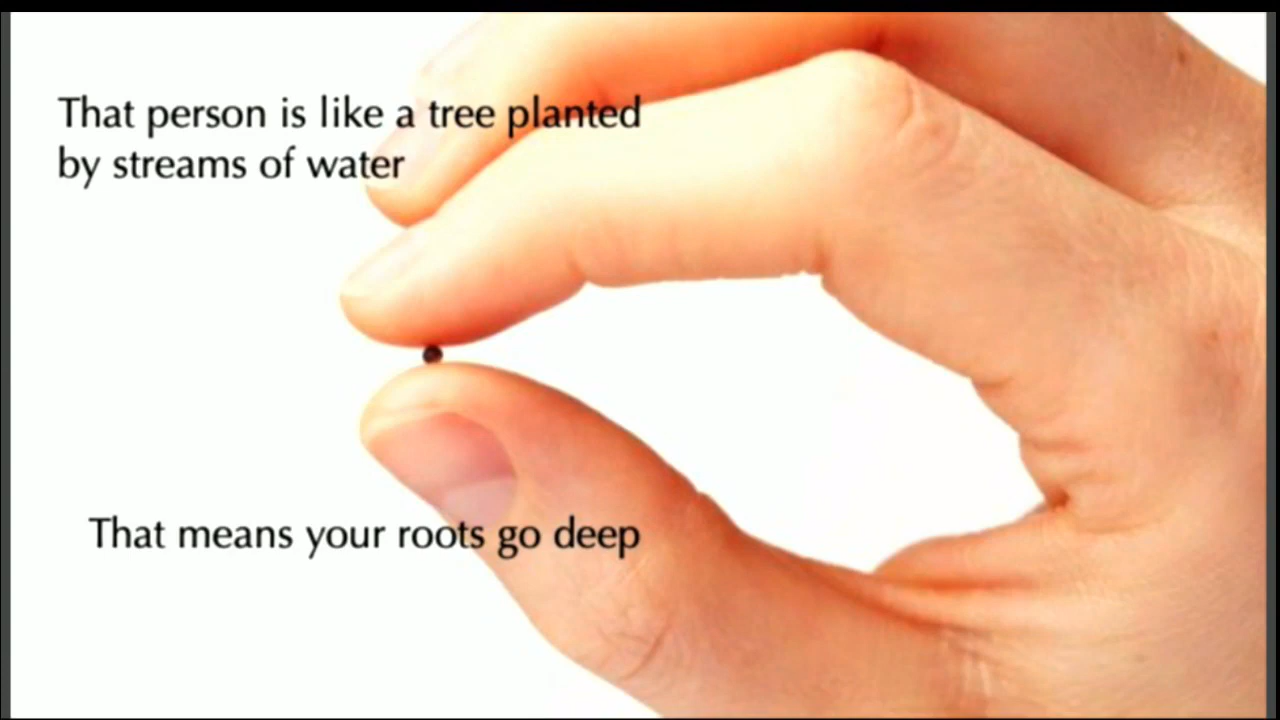 That person is like a tree planted
by streams of water
That means your roots go deep